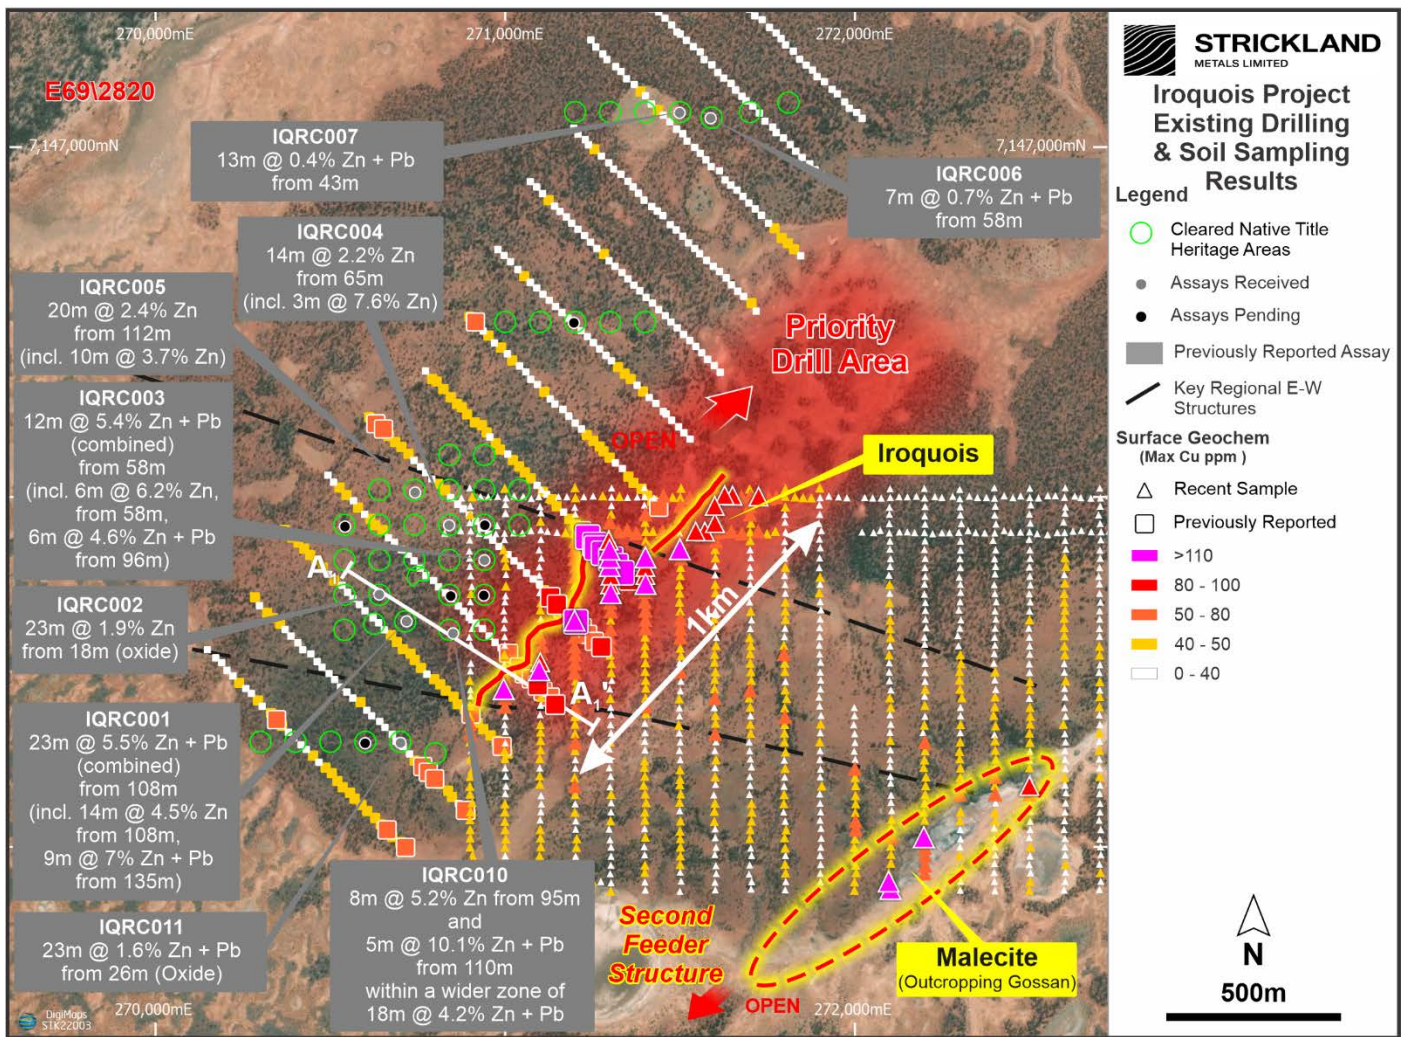 270,000mE
271,000mE
272,000mE
E69\2820
7,147,000mN
7,147,000mN
IQRC007
13m @ 0.4% Zn + Pb
from 43m
IQRC006
7m @ 0.7% Zn + Pb
from 58m
IQRC004
14m @ 2.2% Zn
from 65m
(incl. 3m @ 7.6% Zn)
IQRC005
20m @ 2.4% Zn
from 112m
(incl. 10m @ 3.7% Zn)
IQRC003
12m @ 5.4% Zn + Pb
(combined)
from 58m
(incl. 6m @ 6.2% Zn,
from 58m,
6m @ 4.6% Zn + Pb
from 96m)
IQRC002
23m @ 1.9% Zn
from 18m (oxide)
IQRC001
23m @ 5.5% Zn + Pb
(combined)
from 108m
(incl. 14m @ 4.5% Zn
from 108m,
9m @ 7% Zn + Pb
from 135m)
IQRC011
23m @ 1.6% Zn + Pb
from 26m (Oxide)
IQRC010
8m @ 5.2% Zn from 95m
and
5m @ 10.1% Zn + Pb
from 110m
within a wider zone of
18m @ 4.2% Zn + Pb
Priority
Drill Area
OPEN
Iroquois
A1
A1'
1km
Second
Feeder
Structure
OPEN
Malecite
(Outcropping Gossan)
270,000mE
272,000mE
DigiMaps
STK22003
STRICKLAND
METALS LIMITED
Iroquois Project
Existing Drilling
& Soil Sampling
Results
Legend
Cleared Native Title
Heritage Areas
Assays Received
Assays Pending
Previously Reported Assay
Key Regional E-W
Structures
Surface Geochem
(Max Cu ppm )
Recent Sample
Previously Reported
>110
80 - 100
50 - 80
40 - 50
0 - 40
N
500m